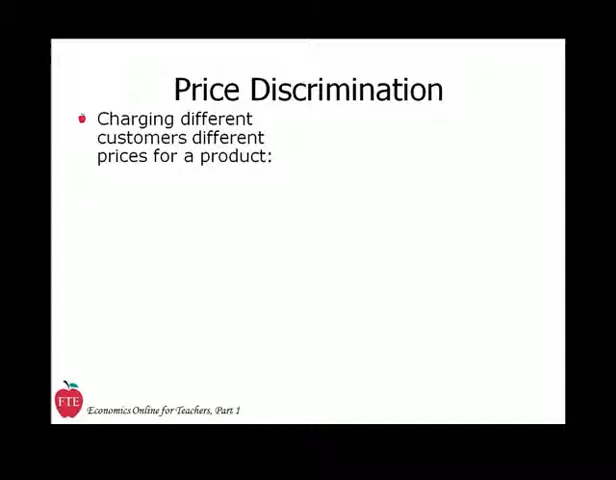 Price Discrimination
Charging different
customers different
prices for a product:
FTE
Economics Online for Teachers, Part 1